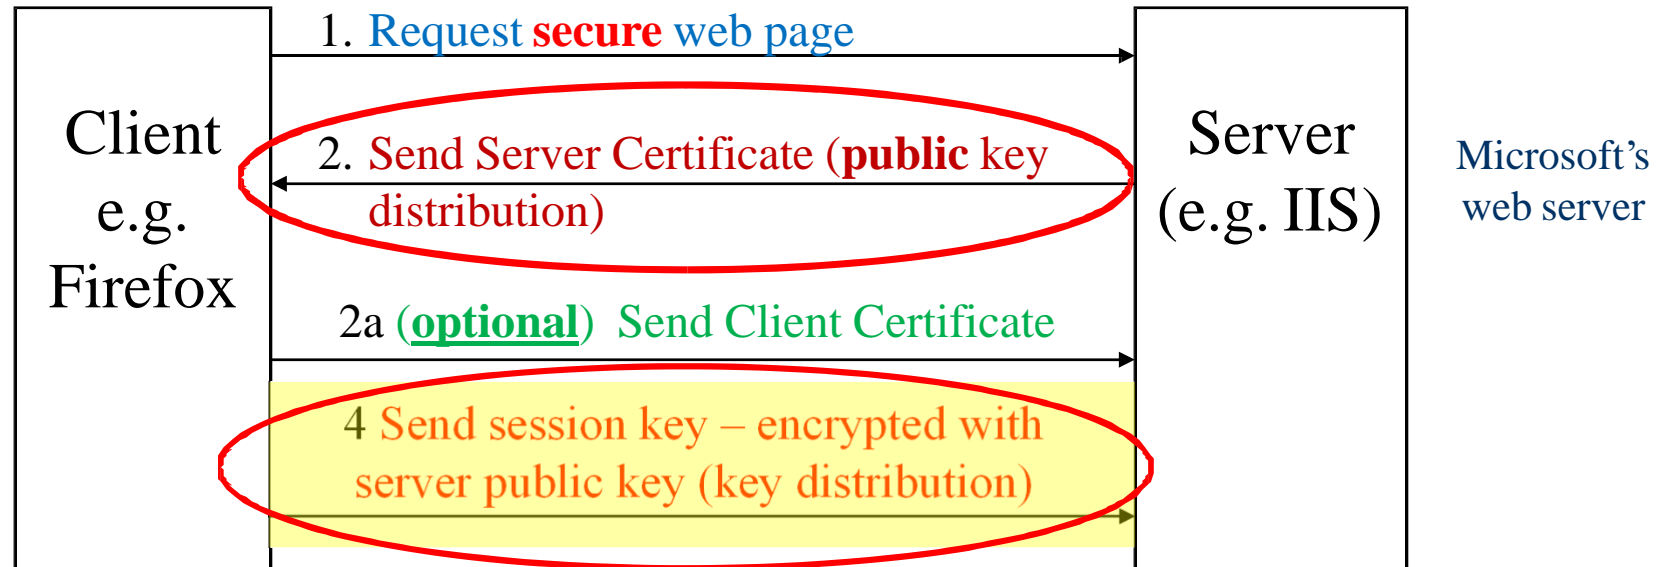 1. Request secure web page
Client
e.g.
Firefox
2. Send Server Certificate (public key
distribution)
Server
(e.g. IIS)
Microsoft's
web server
2a (optional) Send Client Certificate
4 Send session key – encrypted with
server public key (key distribution)